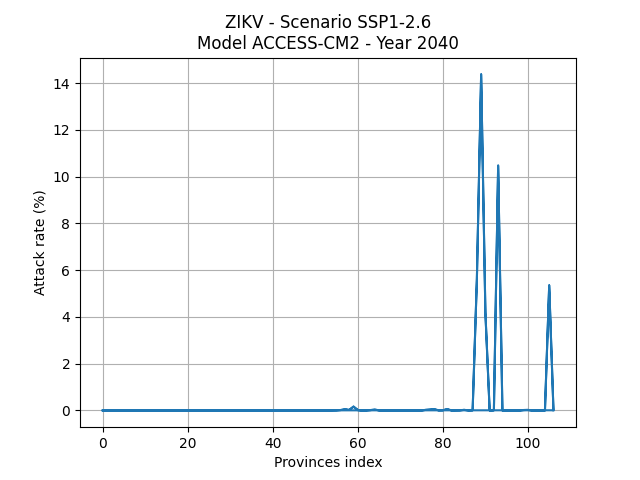 ZIKV - Scenario SSP1-2.6
Model ACCESS-CM2 - Year 2040
14
12
10
8
6
4
2
0
Attack rate (%)
0 20 40 60 80 100
Provinces index